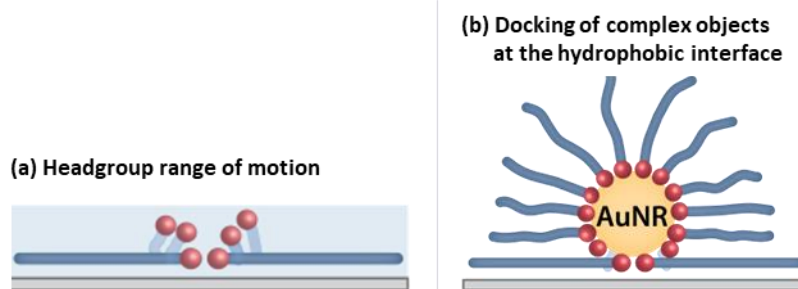 (a) Headgroup range of motion
(b) Docking of complex objects
at the hydrophobic interface
AuNR